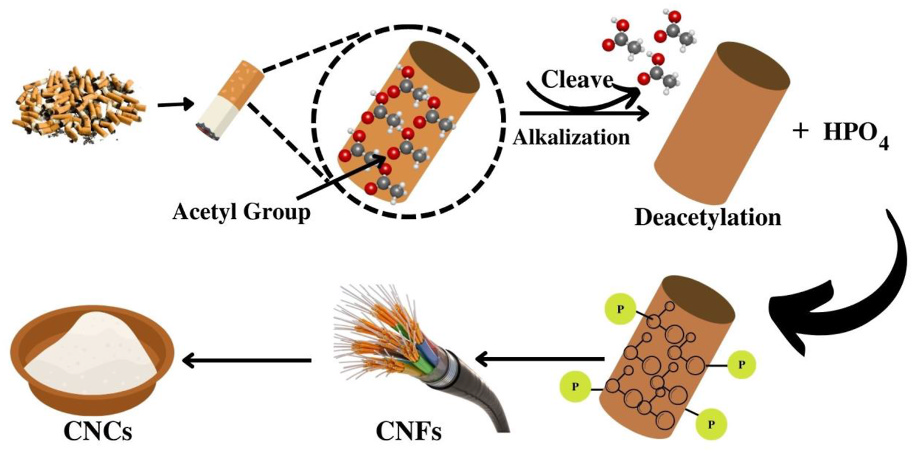 Cleave
Alkalization
Acetyl Group
Deacetylation
+ HPO4
P
P
P
P
CNFs
CNCs